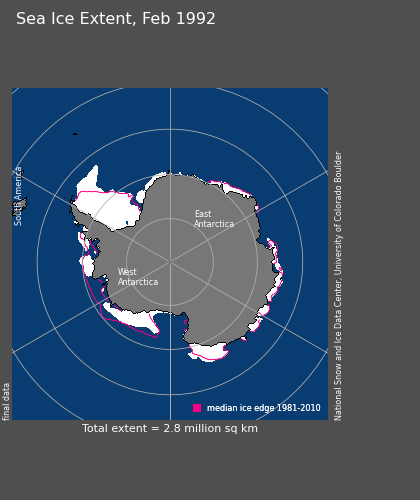 Sea Ice Extent, Feb 1992
South America
East
Antarctica
West
Antarctica
National Snow and Ice Data Center, University of Colorado Boulder
final data
median ice edge 1981-2010
Total extent = 2.8 million sq km